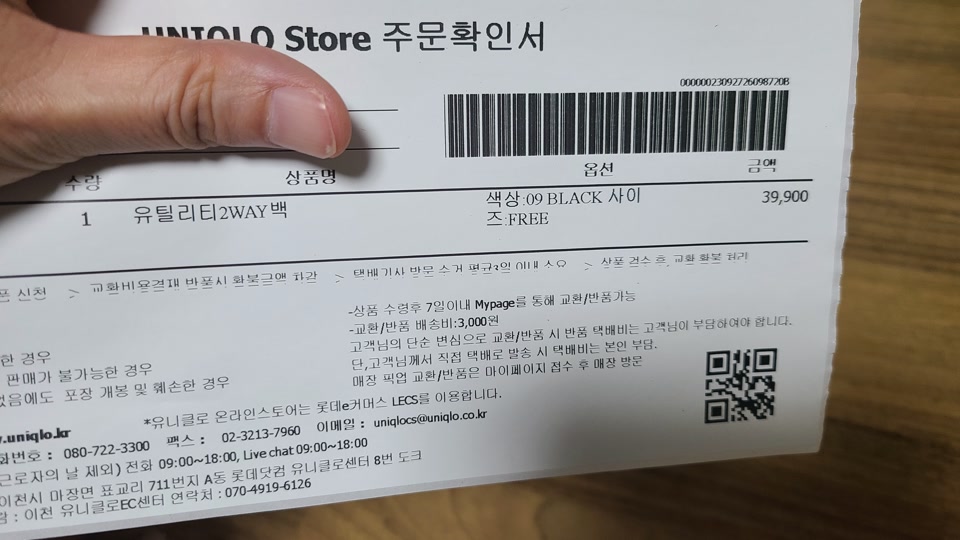 UNIQLO Store 주문확인서
00000023092726098720B
수량 상품명 옵션 금액
1 유틸리티2WAY백 색상:09 BLACK 사이 39,900
즈:FREE
신청 > 교환비용결재 반품시 환불금액 차감 > 택배기사 방문 수거 평균3일 이내 소요 > 상품 검수 후 교환 환불 처리
-상품 수령후 7일이내 Mypage를 통해 교환/반품가능
-교환/반품 배송비:3,000원
고객님의 단순 변심으로 교환/반품 시 반품 택배비는 고객님이 부담하여야 합니다.
단,고객님께서 직접 택배로 발송 시 택배비는 본인 부담.
매장 픽업 교환/반품은 마이페이지 접수 후 매장 방문
한 경우
판매가 불가능한 경우
없음에도 포장 개봉 및 훼손한 경우
*유니클로 온라인스토어는 롯데e커머스 LECS를 이용합니다.
.uniqlo.kr
화번호 : 080-722-3300 팩스 : 02-3213-7960 이메일 : uniqlocs@uniqlo.co.kr
근로자의 날 제외) 전화 09:00~18:00, Live chat 09:00~18:00
이천시 마장면 표교리 711번지 A동 롯데닷컴 유니클로센터 8번 도크
: 이천 유니클로EC센터 연락처 : 070-4919-6126